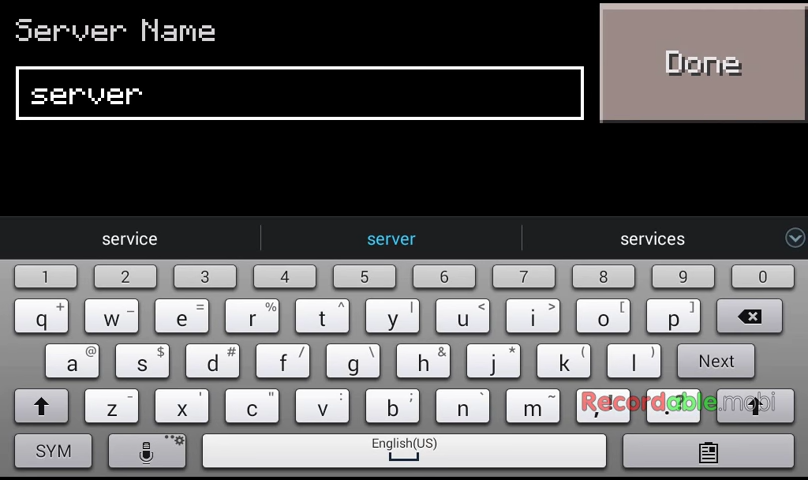 Server Name
Done
server
service server services
1 2 3 4 5 6 7 8 9 0
q + w _ e = r % t ^ y | u < i > o [ p ]
a @ s $ d # f / g \ h & j * k ( l ) Next
z - x ' c " v : b ; n ` m ~ , ! . ?
Recordable.mobi
SYM English(US)